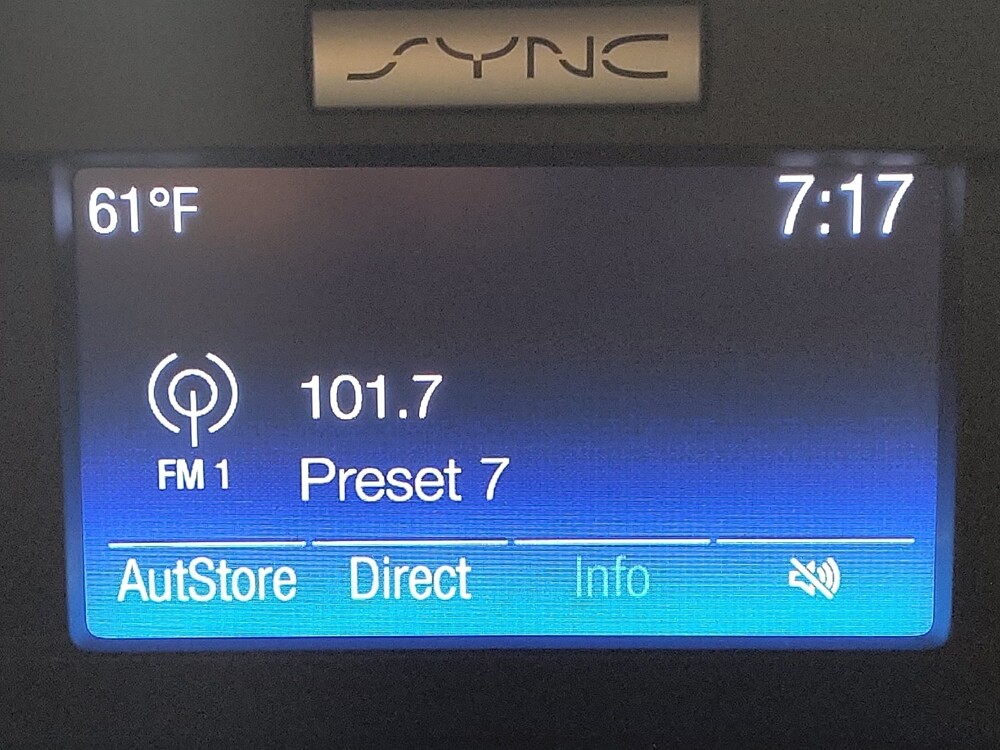 SYNC
61°F 7:17
101.7
FM 1 Preset 7
AutStore Direct Info